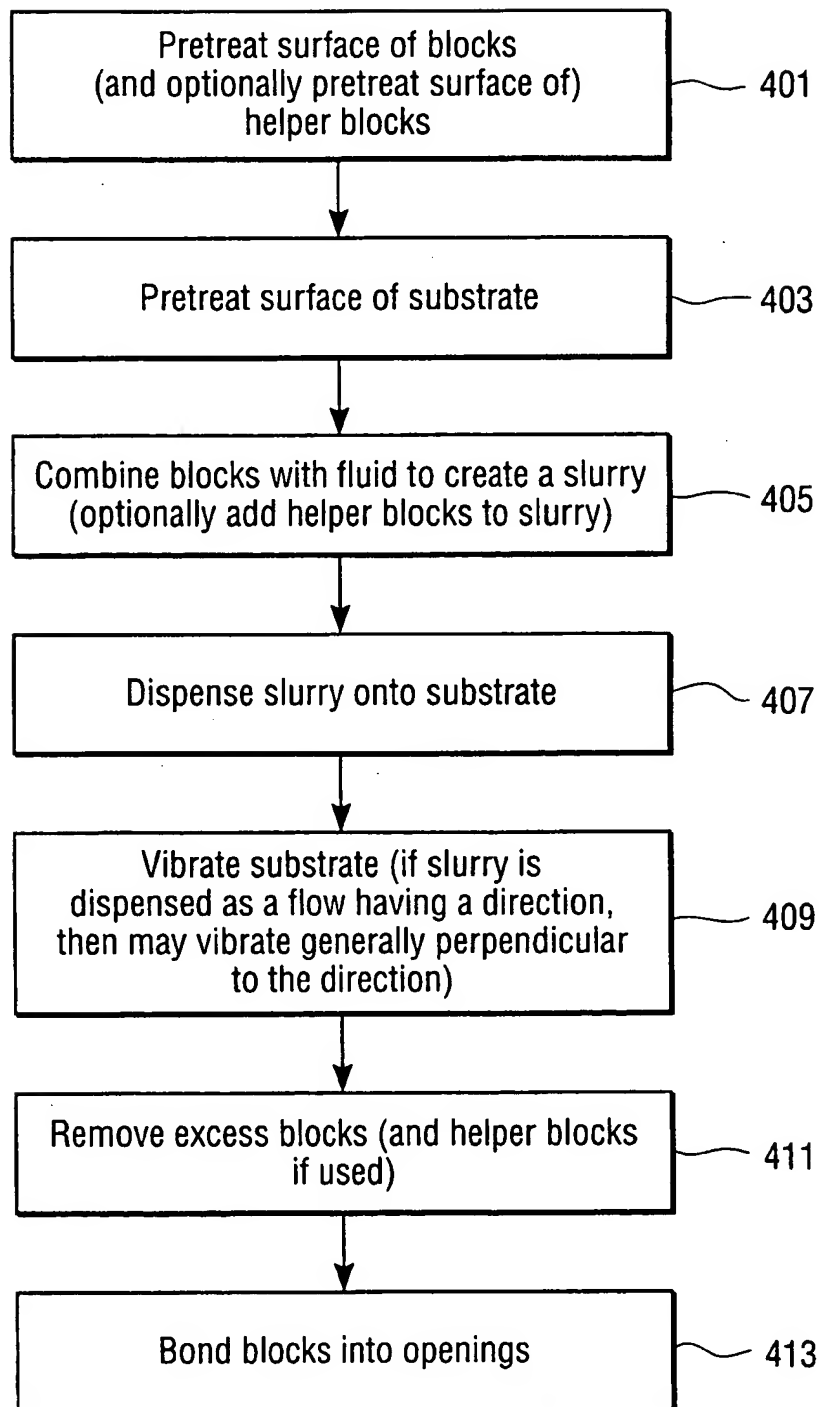 Pretreat surface of blocks
(and optionally pretreat surface of)
helper blocks
401
Pretreat surface of substrate
403
Combine blocks with fluid to create a slurry
(optionally add helper blocks to slurry)
405
Dispense slurry onto substrate
407
Vibrate substrate (if slurry is
dispensed as a flow having a direction,
then may vibrate generally perpendicular
to the direction)
409
Remove excess blocks (and helper blocks
if used)
411
Bond blocks into openings
413